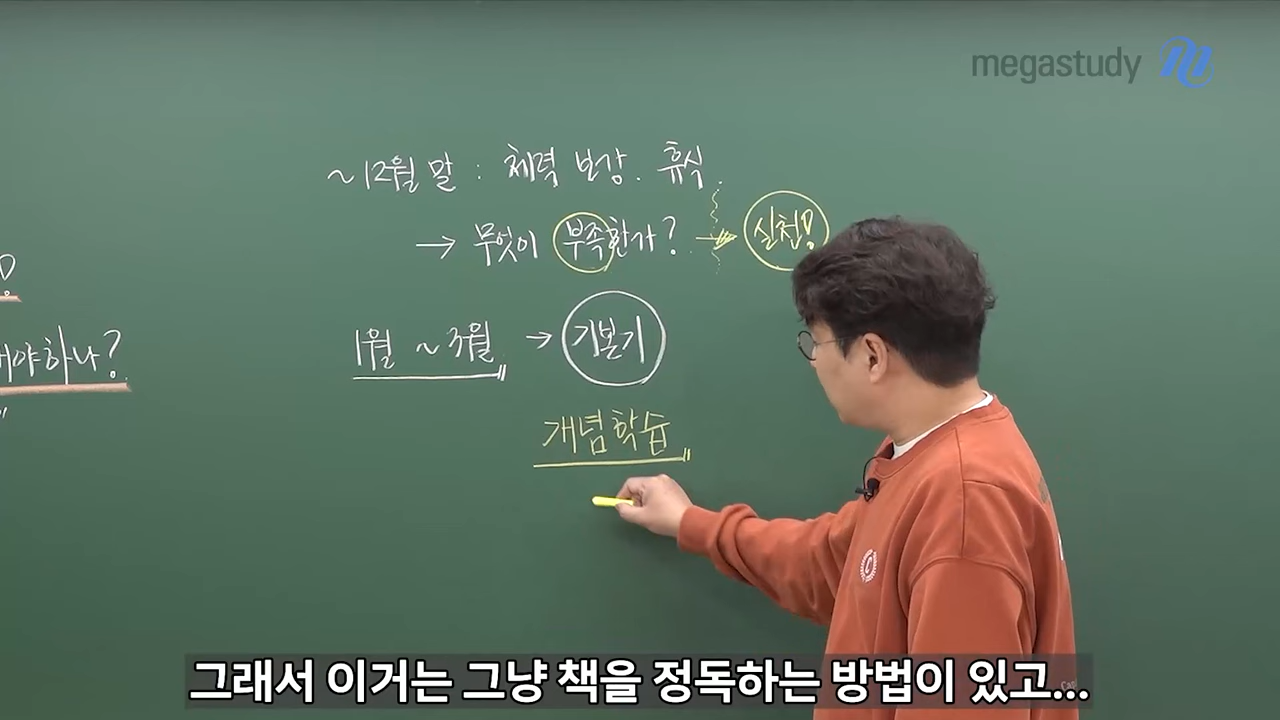 megastudy
~12월 말 : 체력 보강. 휴식.
→ 무엇이 부족한가? → 실천!
해야하나?
1월 ~3월 → 기본기
개념학습
그래서 이거는 그냥 책을 정독하는 방법이 있고...